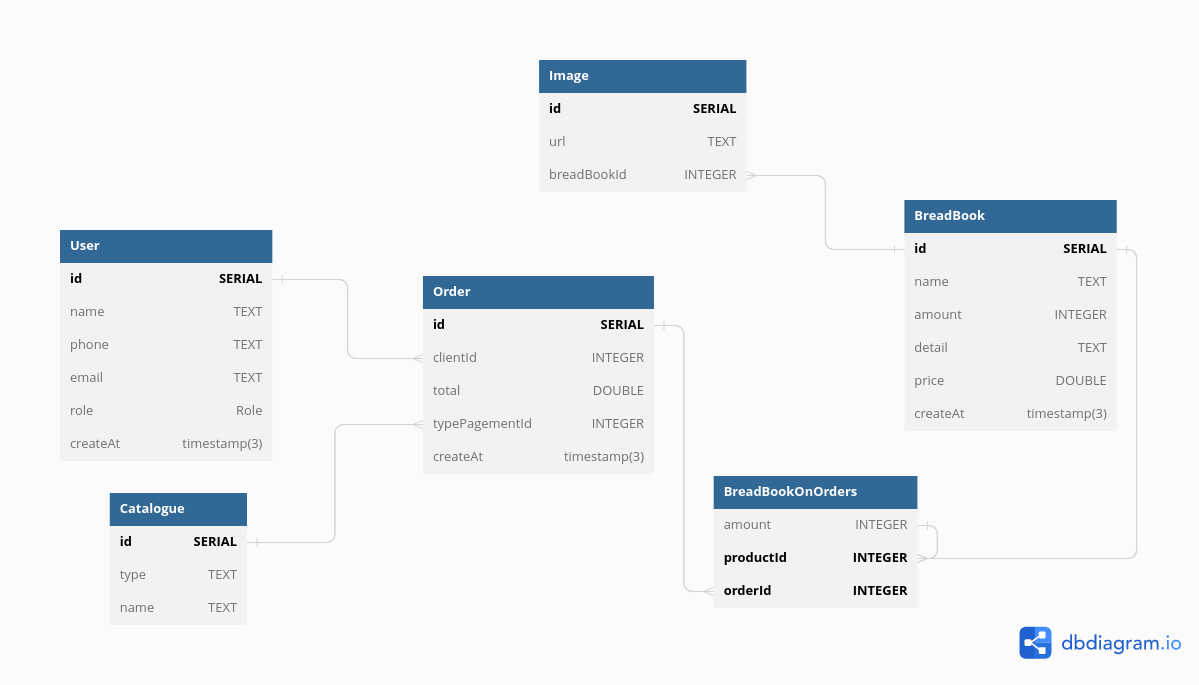 Image
id SERIAL
url TEXT
breadBookId INTEGER
BreadBook
id SERIAL
name TEXT
amount INTEGER
detail TEXT
price DOUBLE
createAt timestamp(3)
User
id SERIAL
name TEXT
phone TEXT
email TEXT
role Role
createAt timestamp(3)
Order
id SERIAL
clientId INTEGER
total DOUBLE
typePagementId INTEGER
createAt timestamp(3)
Catalogue
id SERIAL
type TEXT
name TEXT
BreadBookOnOrders
amount INTEGER
productId INTEGER
orderId INTEGER
dbdiagram.io